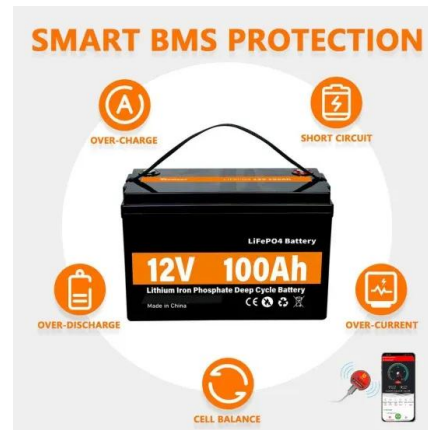 SMART BMS PROTECTION
A
OVER-CHARGE
SHORT CIRCUIT
LiFePO4 Battery
12V 100Ah
Lithium Iron Phosphate Deep Cycle Battery
Made in China
CE
OVER-DISCHARGE
OVER-CURRENT
CELL BALANCE